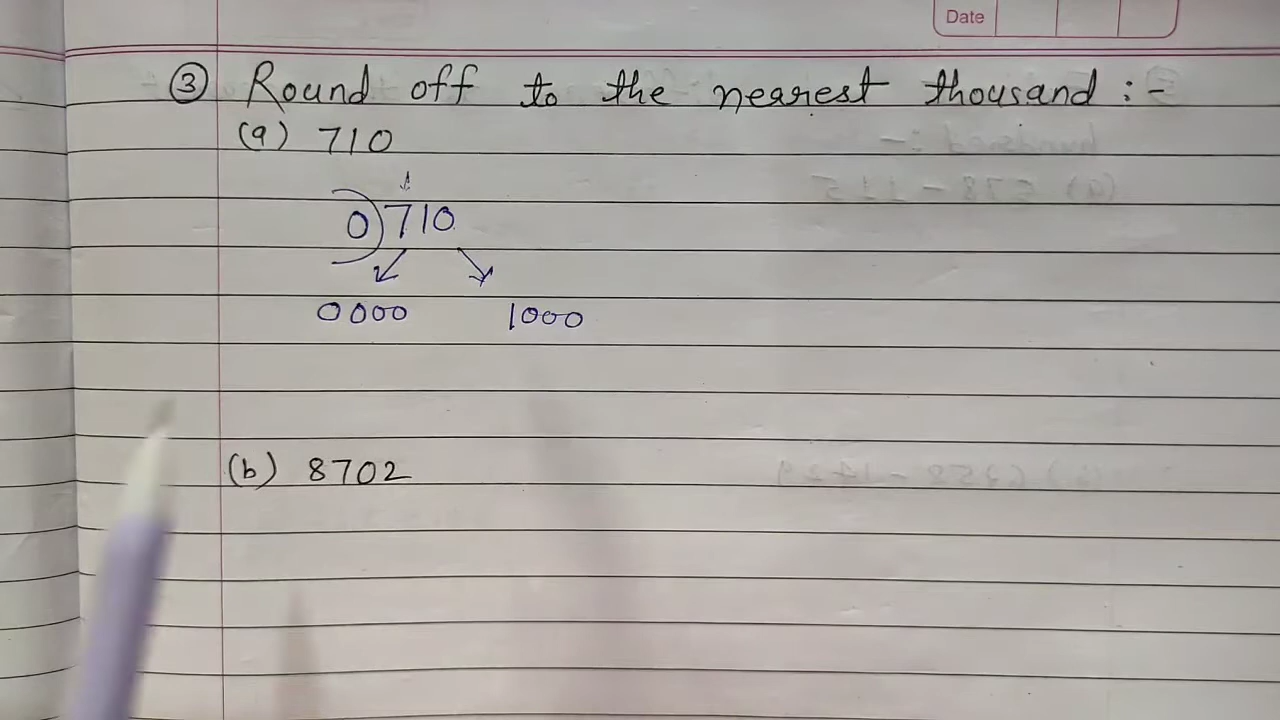 Date
③ Round off to the nearest thousand :-
(a) 710
0)710
0000 1000
(b) 8702